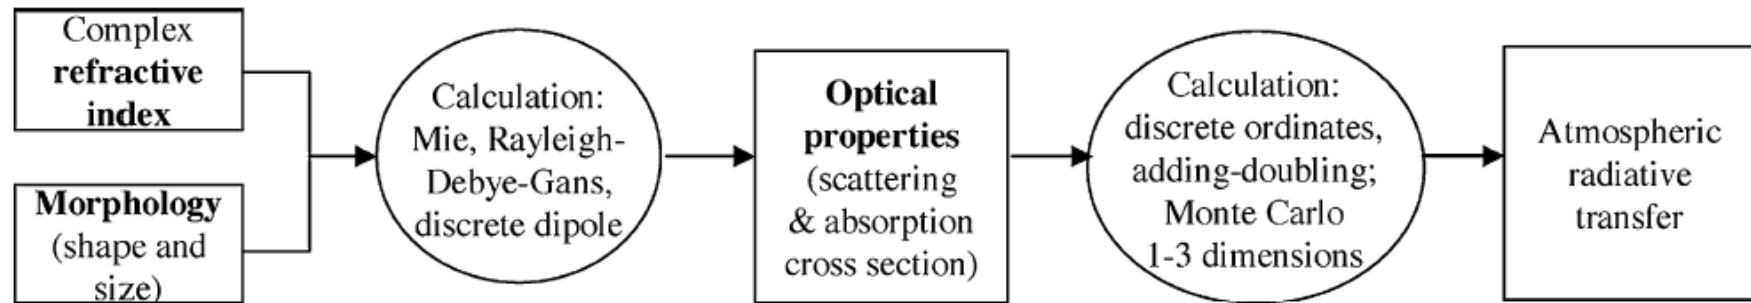 Complex
refractive
index
Morphology
(shape and
size)
Calculation:
Mie, Rayleigh-
Debye-Gans,
discrete dipole
Optical
properties
(scattering
& absorption
cross section)
Calculation:
discrete ordinates,
adding-doubling;
Monte Carlo
1-3 dimensions
Atmospheric
radiative
transfer